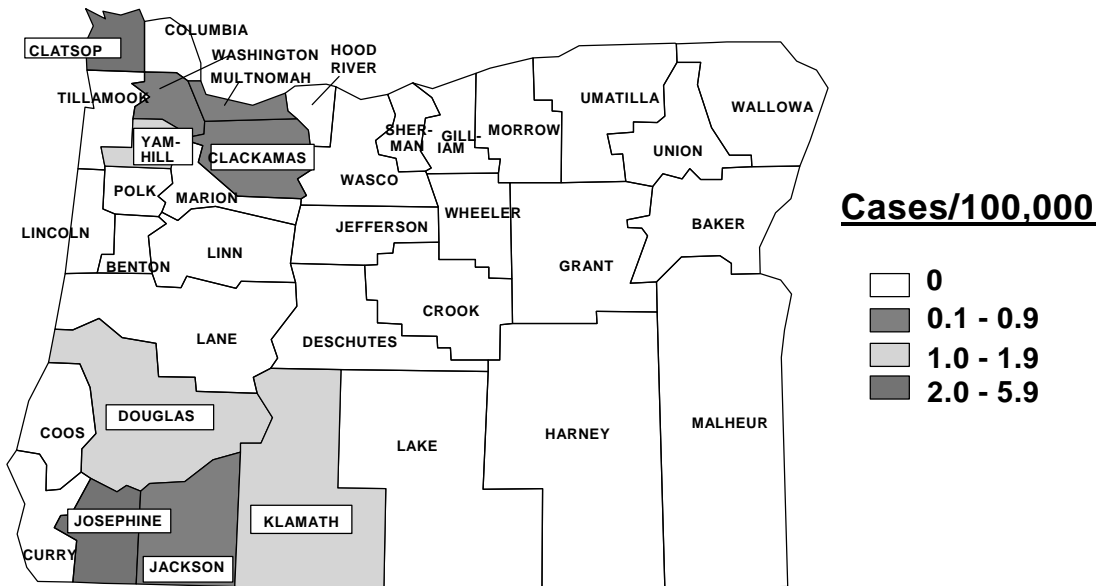 COLUMBIA
CLATSOP
WASHINGTON
HOOD
RIVER
MULTNOMAH
TILLAMOOK
UMATILLA
WALLOWA
SHER-
MAN
GILL-
IAM
MORROW
YAM-
HILL
CLACKAMAS
UNION
WASCO
POLK
MARION
WHEELER
Cases/100,000
LINCOLN
JEFFERSON
BAKER
BENTON
LINN
GRANT
0
CROOK
0.1 - 0.9
LANE
DESCHUTES
1.0 - 1.9
2.0 - 5.9
DOUGLAS
MALHEUR
COOS
HARNEY
LAKE
JOSEPHINE
KLAMATH
CURRY
JACKSON